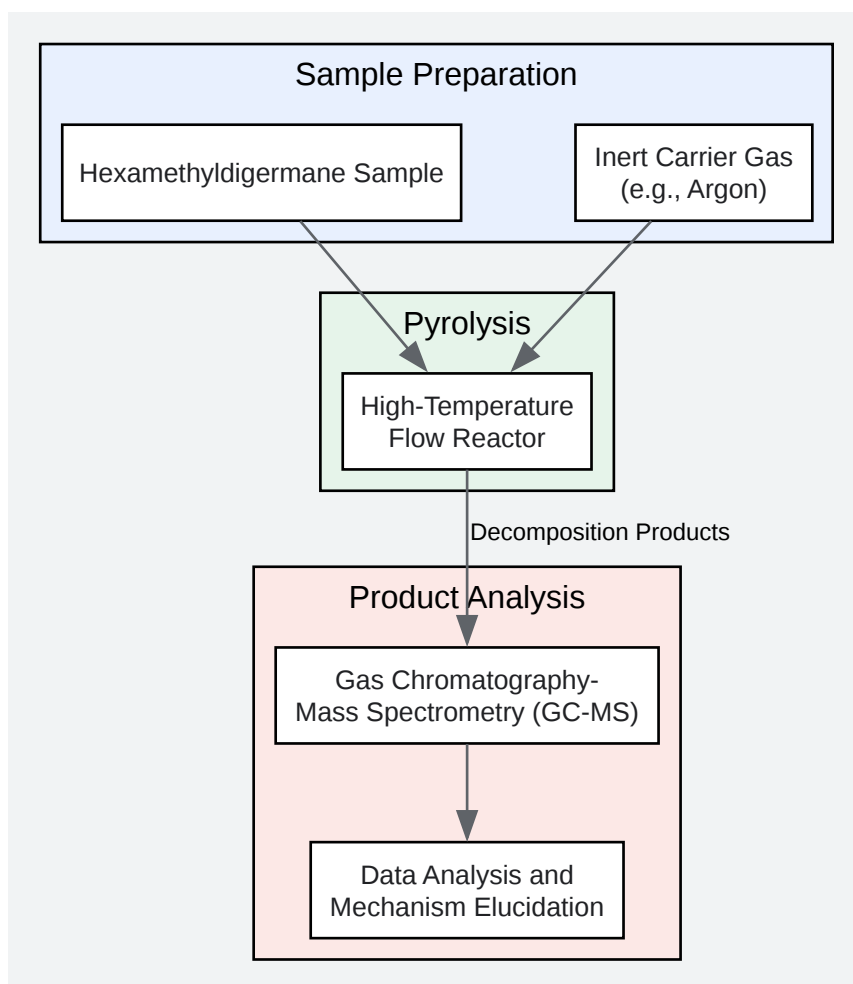 Sample Preparation
Hexamethyldigermane Sample
Inert Carrier Gas
(e.g., Argon)
Pyrolysis
High-Temperature
Flow Reactor
Decomposition Products
Product Analysis
Gas Chromatography-
Mass Spectrometry (GC-MS)
Data Analysis and
Mechanism Elucidation